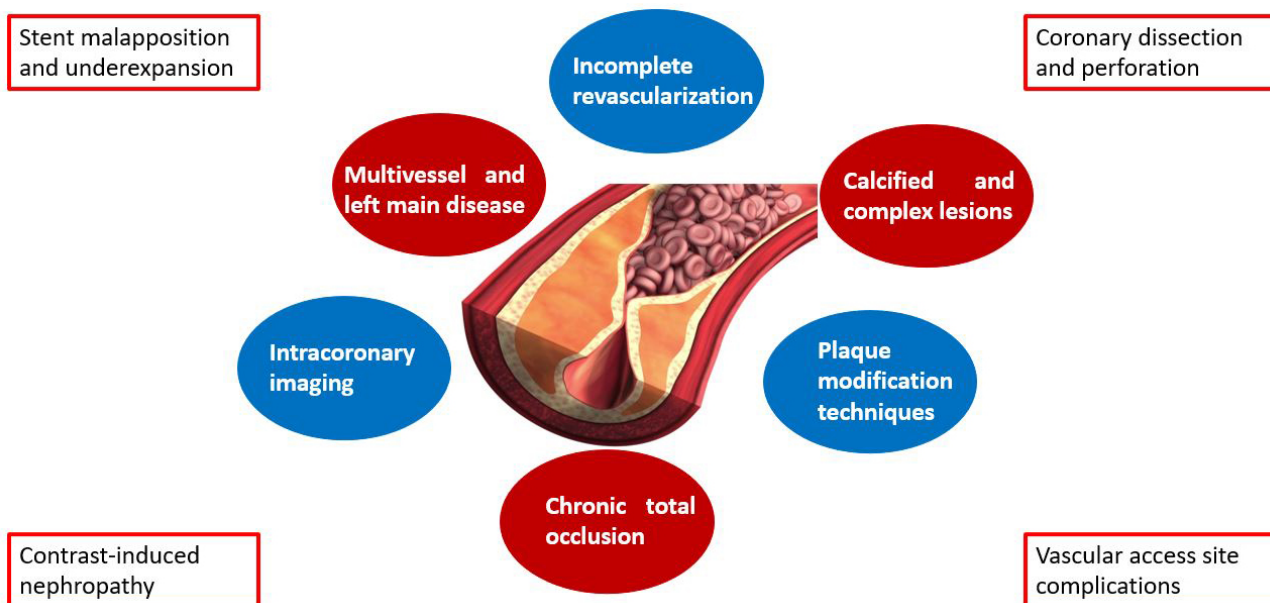 Stent malapposition
and underexpansion
Incomplete
revascularization
Coronary dissection
and perforation
Multivessel and
left main disease
Calcified and
complex lesions
Intracoronary
imaging
Plaque
modification
techniques
Chronic total
occlusion
Contrast-induced
nephropathy
Vascular access site
complications